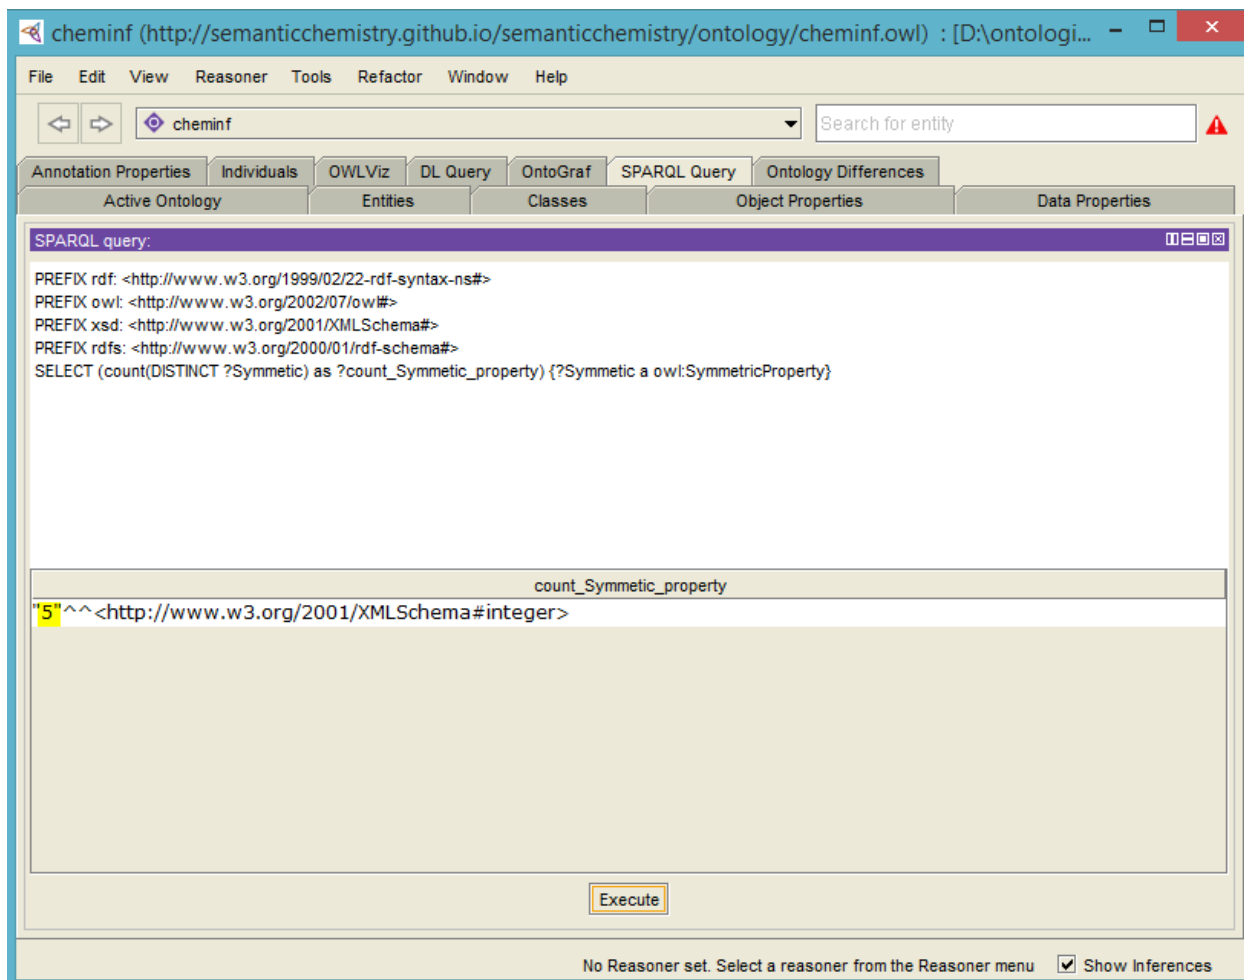 cheminf (http://semanticchemistry.github.io/semanticchemistry/ontology/cheminf.owl) : [D:\ontologi...
File Edit View Reasoner Tools Refactor Window Help
cheminf
Search for entity
Annotation Properties Individuals OWLViz DL Query OntoGraf SPARQL Query Ontology Differences
Active Ontology Entities Classes Object Properties Data Properties
SPARQL query:
PREFIX rdf: <http://www.w3.org/1999/02/22-rdf-syntax-ns#>
PREFIX owl: <http://www.w3.org/2002/07/owl#>
PREFIX xsd: <http://www.w3.org/2001/XMLSchema#>
PREFIX rdfs: <http://www.w3.org/2000/01/rdf-schema#>
SELECT (count(DISTINCT ?Symmetic) as ?count_Symmetic_property) {?Symmetic a owl:SymmetricProperty}
count_Symmetic_property
"5"^^<http://www.w3.org/2001/XMLSchema#integer>
Execute
No Reasoner set. Select a reasoner from the Reasoner menu Show Inferences